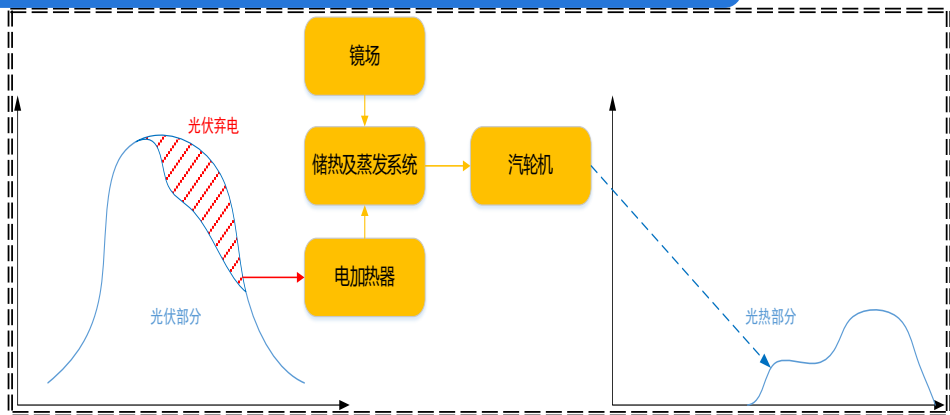 镜场
光伏弃电
储热及蒸发系统
汽轮机
电加热器
光伏部分
光热部分